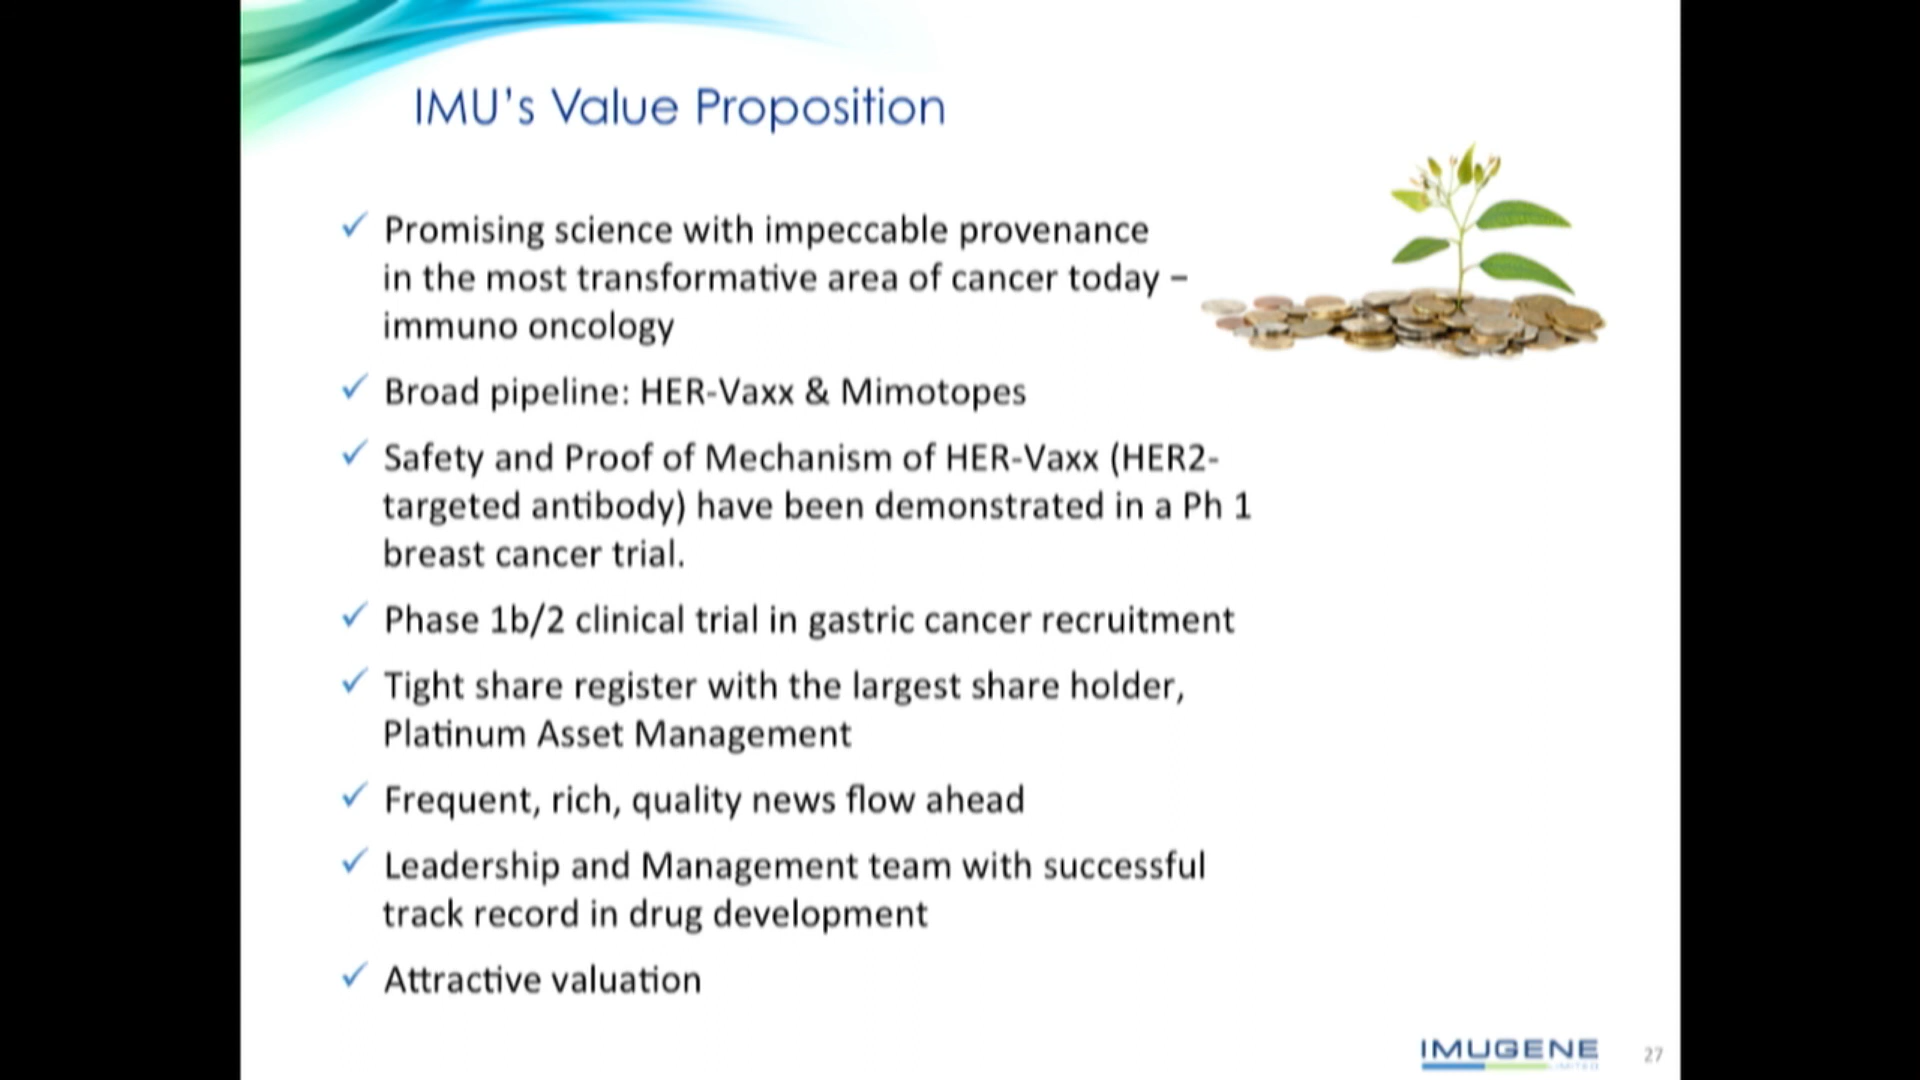 IMU's Value Proposition
Promising science with impeccable provenance
in the most transformative area of cancer today –
immuno oncology
Broad pipeline: HER-Vaxx & Mimotopes
Safety and Proof of Mechanism of HER-Vaxx (HER2-
targeted antibody) have been demonstrated in a Ph 1
breast cancer trial.
Phase 1b/2 clinical trial in gastric cancer recruitment
Tight share register with the largest share holder,
Platinum Asset Management
Frequent, rich, quality news flow ahead
Leadership and Management team with successful
track record in drug development
Attractive valuation
IMUGENE
LIMITED
27